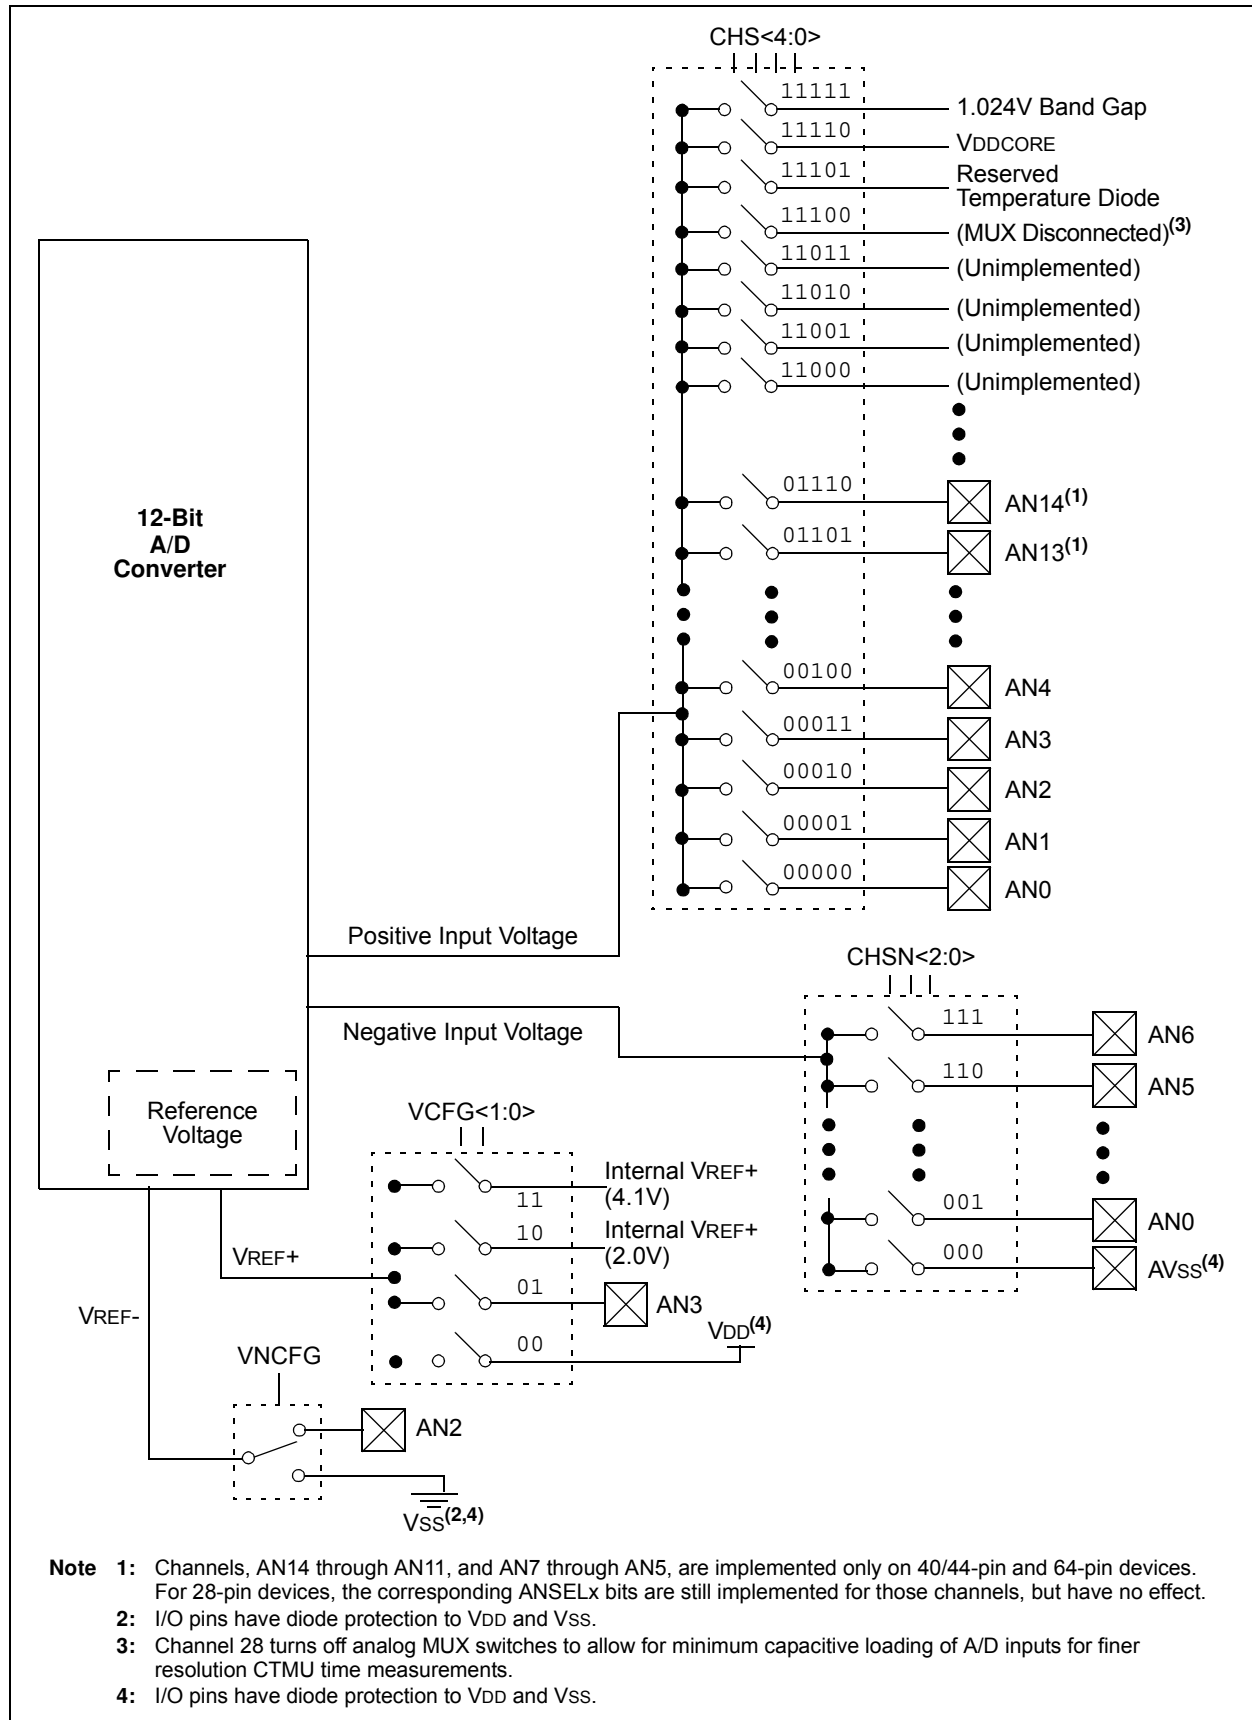 CHS<4:0>
11111
1.024V Band Gap
11110
VDDCORE
11101
Reserved
Temperature Diode
11100
(MUX Disconnected)(3)
11011
(Unimplemented)
11010
(Unimplemented)
11001
(Unimplemented)
11000
(Unimplemented)
12-Bit
A/D
Converter
01110
AN14(1)
01101
AN13(1)
00100
AN4
00011
AN3
00010
AN2
00001
AN1
00000
AN0
Positive Input Voltage
CHSN<2:0>
Negative Input Voltage
111
AN6
110
AN5
001
AN0
000
AVSS(4)
Reference
Voltage
VCFG<1:0>
11
Internal VREF+
(4.1V)
10
Internal VREF+
(2.0V)
VREF+
01
AN3
VREF-
00
VDD(4)
VNCFG
AN2
VSS(2,4)
Note 1: Channels, AN14 through AN11, and AN7 through AN5, are implemented only on 40/44-pin and 64-pin devices.
For 28-pin devices, the corresponding ANSELx bits are still implemented for those channels, but have no effect.
2: I/O pins have diode protection to VDD and VSS.
3: Channel 28 turns off analog MUX switches to allow for minimum capacitive loading of A/D inputs for finer
resolution CTMU time measurements.
4: I/O pins have diode protection to VDD and VSS.